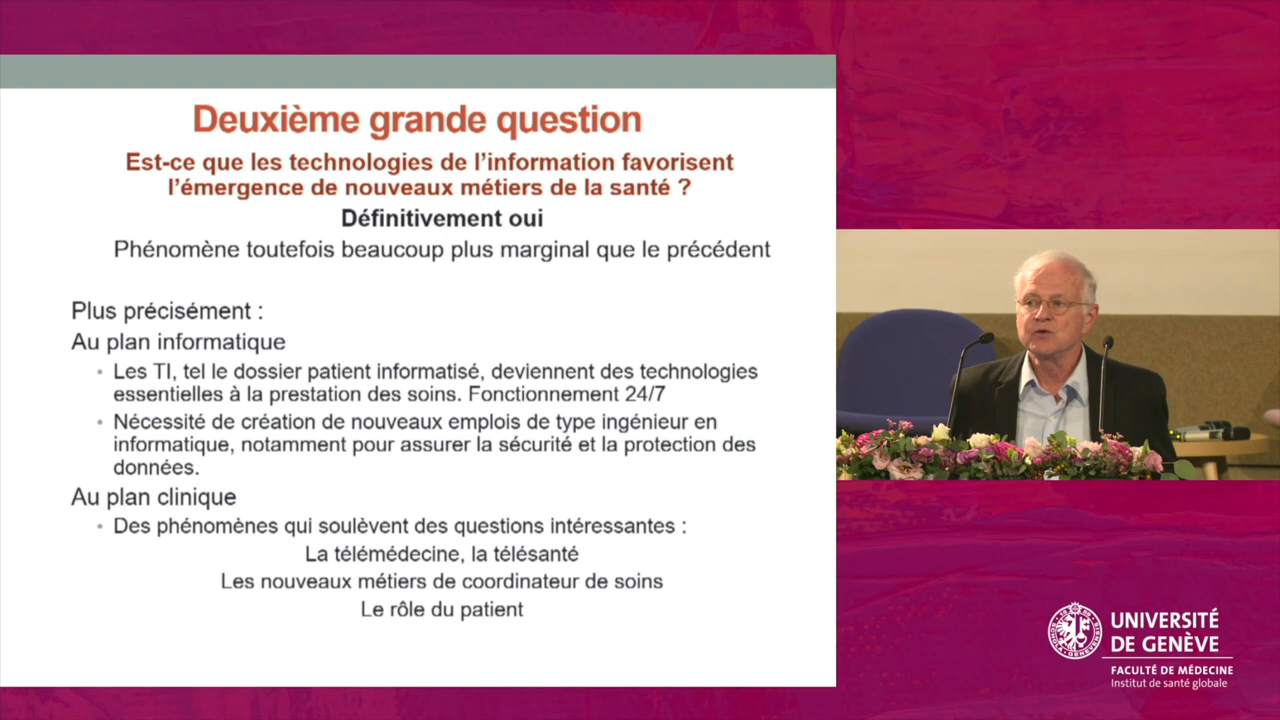 Deuxième grande question
Est-ce que les technologies de l'information favorisent
l'émergence de nouveaux métiers de la santé ?
Définitivement oui
Phénomène toutefois beaucoup plus marginal que le précédent
Plus précisément :
Au plan informatique
• Les TI, tel le dossier patient informatisé, deviennent des technologies
essentielles à la prestation des soins. Fonctionnement 24/7
• Nécessité de création de nouveaux emplois de type ingénieur en
informatique, notamment pour assurer la sécurité et la protection des
données.
Au plan clinique
• Des phénomènes qui soulèvent des questions intéressantes :
La télémédecine, la télésanté
Les nouveaux métiers de coordinateur de soins
Le rôle du patient
UNIVERSITÉ
DE GENÈVE
FACULTÉ DE MÉDECINE
Institut de santé globale